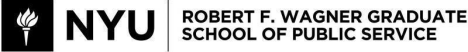 NYU
ROBERT F. WAGNER GRADUATE
SCHOOL OF PUBLIC SERVICE